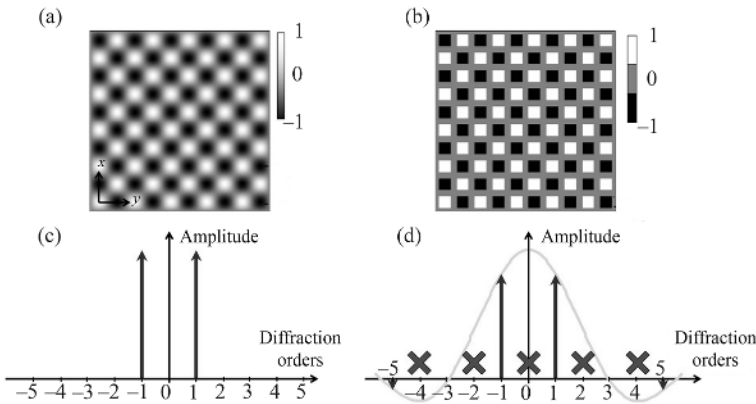 (a)
1
0
−1
x
y
(b)
1
0
−1
(c)
Amplitude
Diffraction
orders
−5 −4 −3 −2 −1 0 1 2 3 4 5
(d)
Amplitude
Diffraction
orders
−5 5
−4 −3 −2 −1 0 1 2 3 4